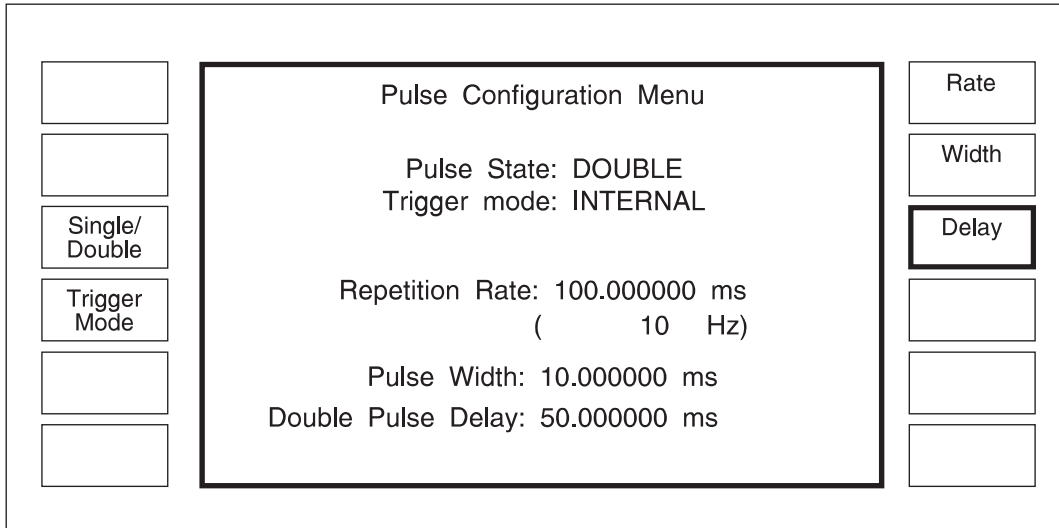 Single/
Double
Trigger
Mode
Pulse Configuration Menu
Pulse State: DOUBLE
Trigger mode: INTERNAL
Repetition Rate: 100.000000 ms
( 10 Hz)
Pulse Width: 10.000000 ms
Double Pulse Delay: 50.000000 ms
Rate
Width
Delay